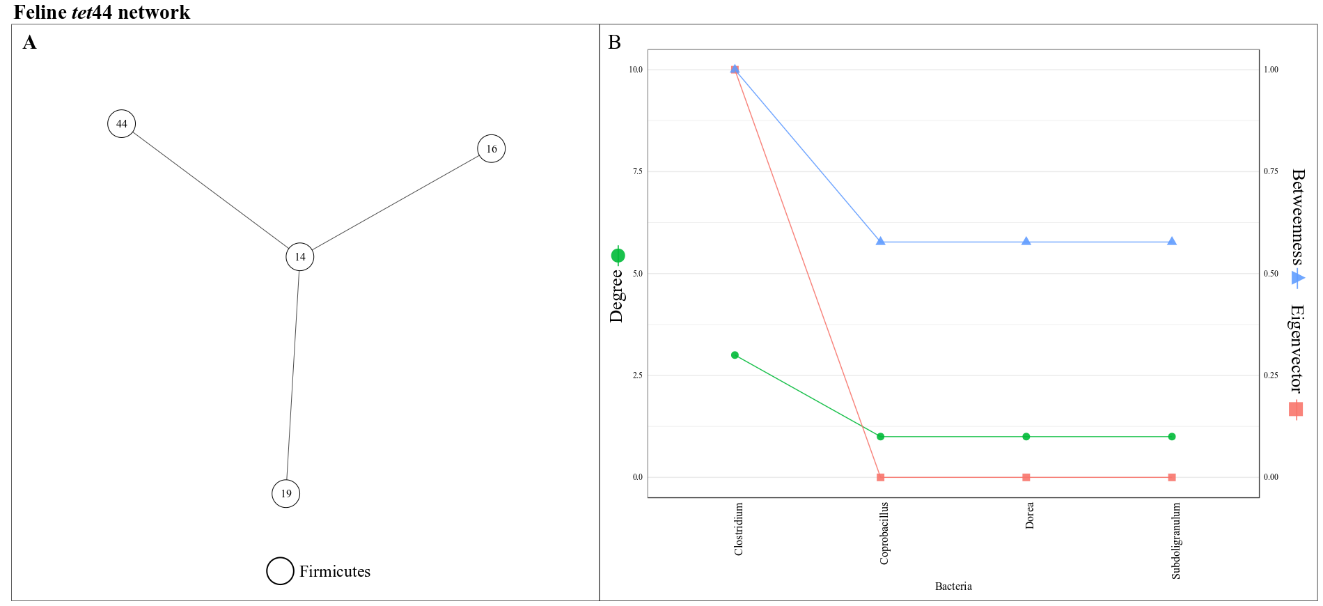 Feline tet44 network
A
44
16
14
19
Firmicutes
B
10.0
7.5
5.0
2.5
0.0
Degree
1.00
0.75
0.50
0.25
0.00
Betweenness
Eigenvector
Clostridium
Coprobacillus
Dorea
Subdoligranulum
Bacteria